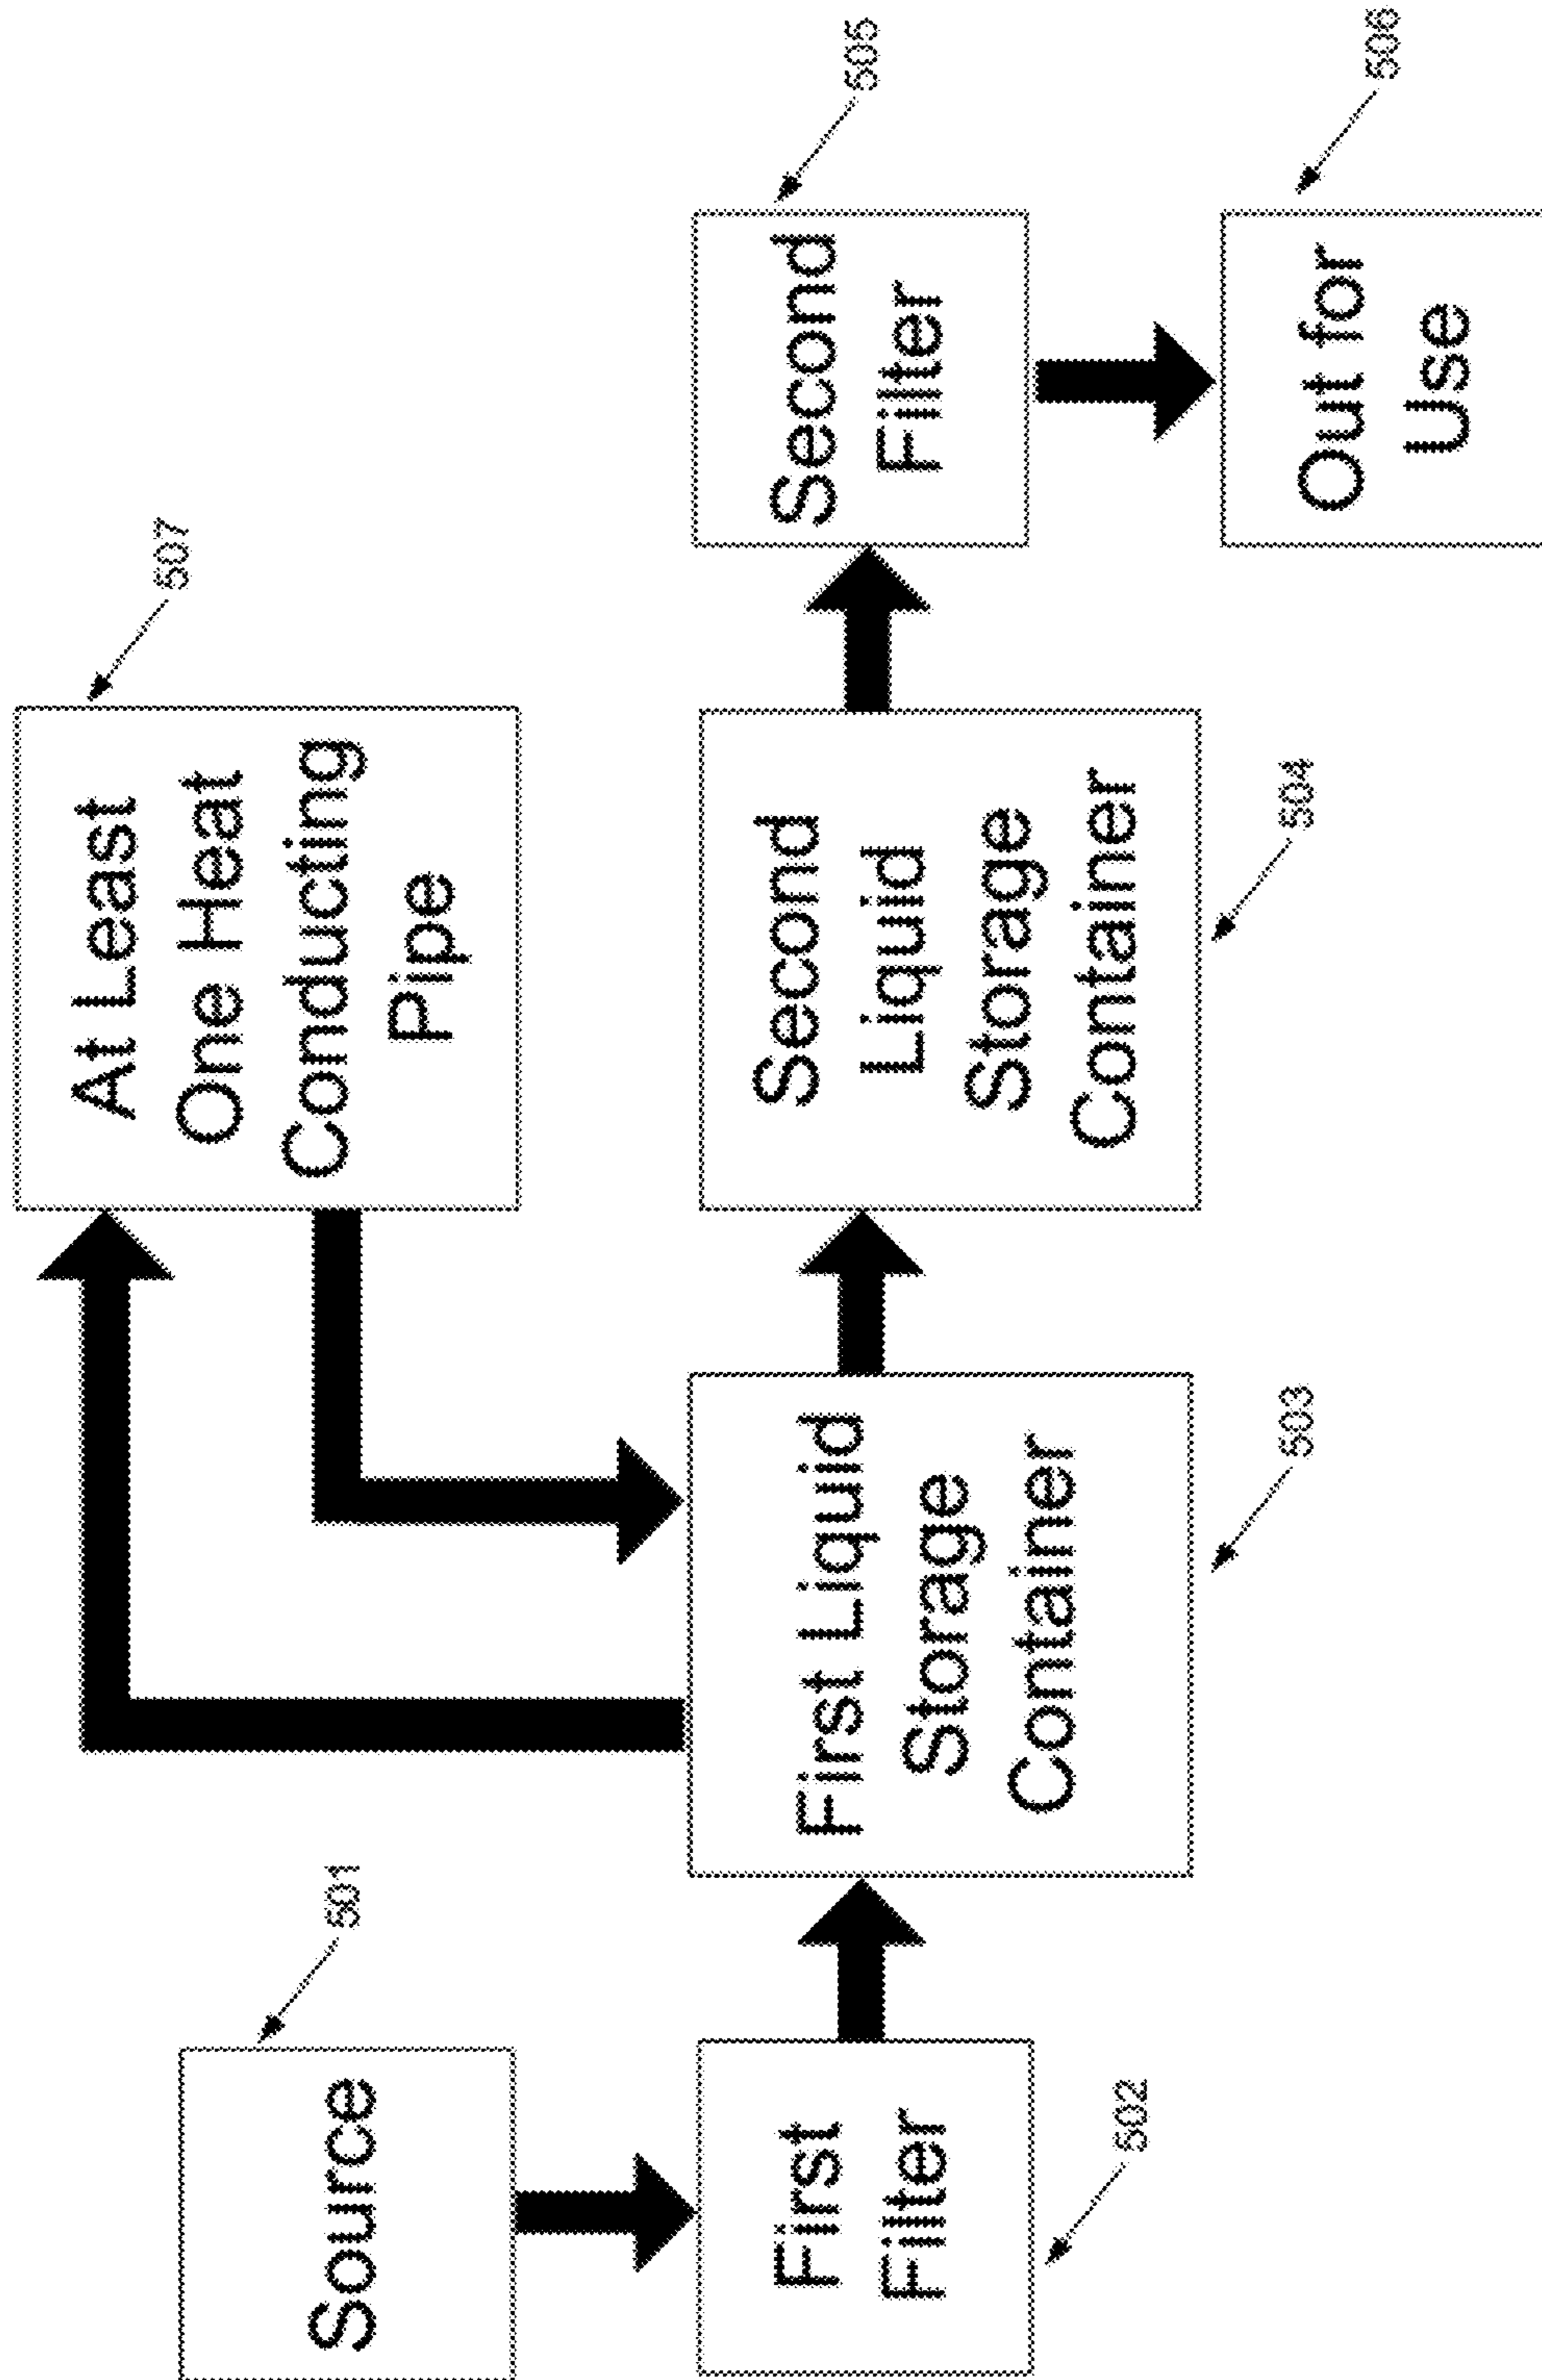 Source
501
First
Filter
502
First Liquid
Storage
Container
503
At Least
One Heat
Conducting
Pipe
507
Second
Liquid
Storage
Container
504
Second
Filter
505
Out for
Use
506